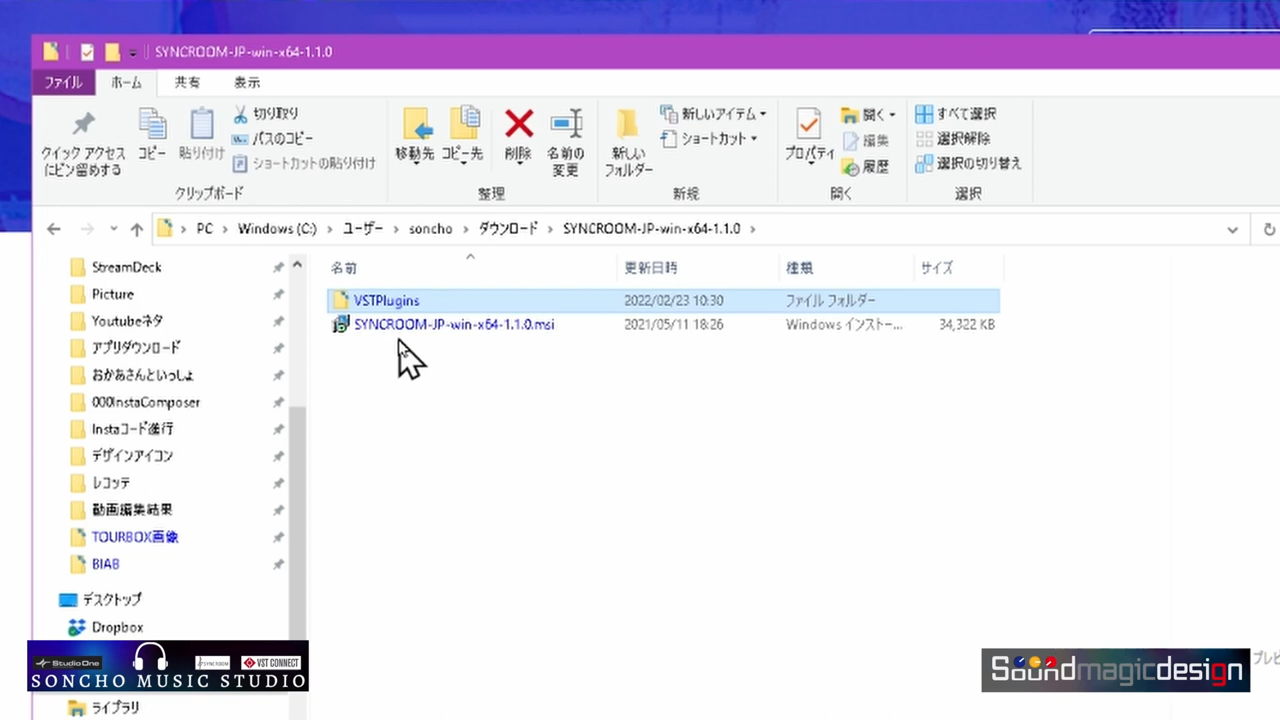 SYNCROOM-JP-win-x64-1.1.0
ファイル ホーム 共有 表示
クイック アクセス
にピン留めする
コピー
貼り付け
切り取り
パスのコピー
ショートカットの貼り付け
クリップボード
移動先
コピー先
削除
名前の
変更
整理
新しい
フォルダー
新しいアイテム
ショートカット
新規
プロパティ
開く
編集
履歴
開く
すべて選択
選択解除
選択の切り替え
選択
PC > Windows (C:) > ユーザー > soncho > ダウンロード > SYNCROOM-JP-win-x64-1.1.0 >
名前 更新日時 種類 サイズ
VSTPlugins 2022/02/23 10:30 ファイル フォルダー
SYNCROOM-JP-win-x64-1.1.0.msi 2021/05/11 18:26 Windows インストー... 34,322 KB
StreamDeck
Picture
Youtubeネタ
アプリダウンロード
おかあさんといっしょ
000InstaComposer
Instaコード進行
デザインアイコン
レコッテ
動画編集結果
TOURBOX画像
BIAB
デスクトップ
Dropbox
ライブラリ
Studio One SYNCROOM VST CONNECT
SONCHO MUSIC STUDIO
Soundmagicdesign
プレビ